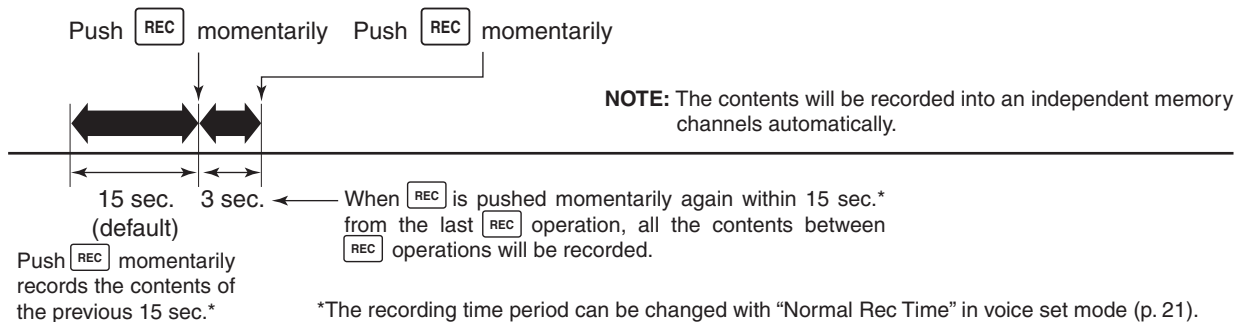 Push REC momentarily Push REC momentarily
NOTE: The contents will be recorded into an independent memory
channels automatically.
15 sec. 3 sec.
(default)
When REC is pushed momentarily again within 15 sec.*
from the last REC operation, all the contents between
REC operations will be recorded.
Push REC momentarily
records the contents of
the previous 15 sec.*
*The recording time period can be changed with “Normal Rec Time” in voice set mode (p. 21).